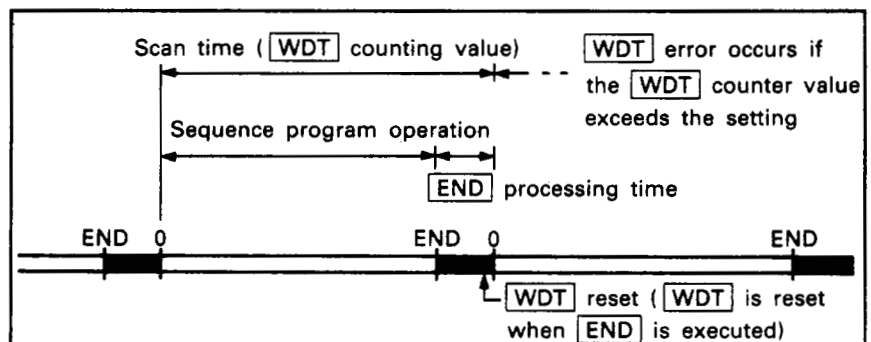 Scan time ( WDT counting value)
WDT error occurs if
the WDT counter value
exceeds the setting
Sequence program operation
END processing time
END 0 END 0 END
WDT reset ( WDT is reset
when END is executed)